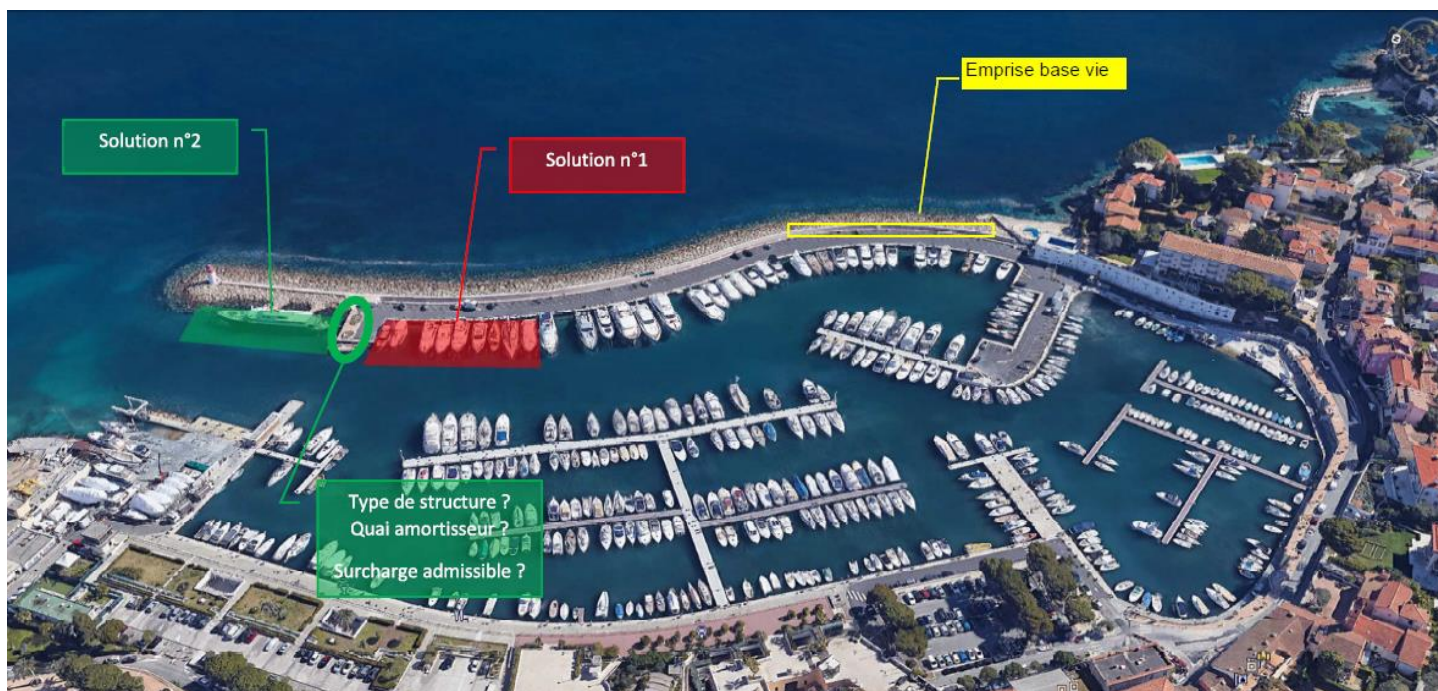 Emprise base vie
Solution n°2
Solution n°1
Type de structure ?
Quai amortisseur ?
Surcharge admissible ?